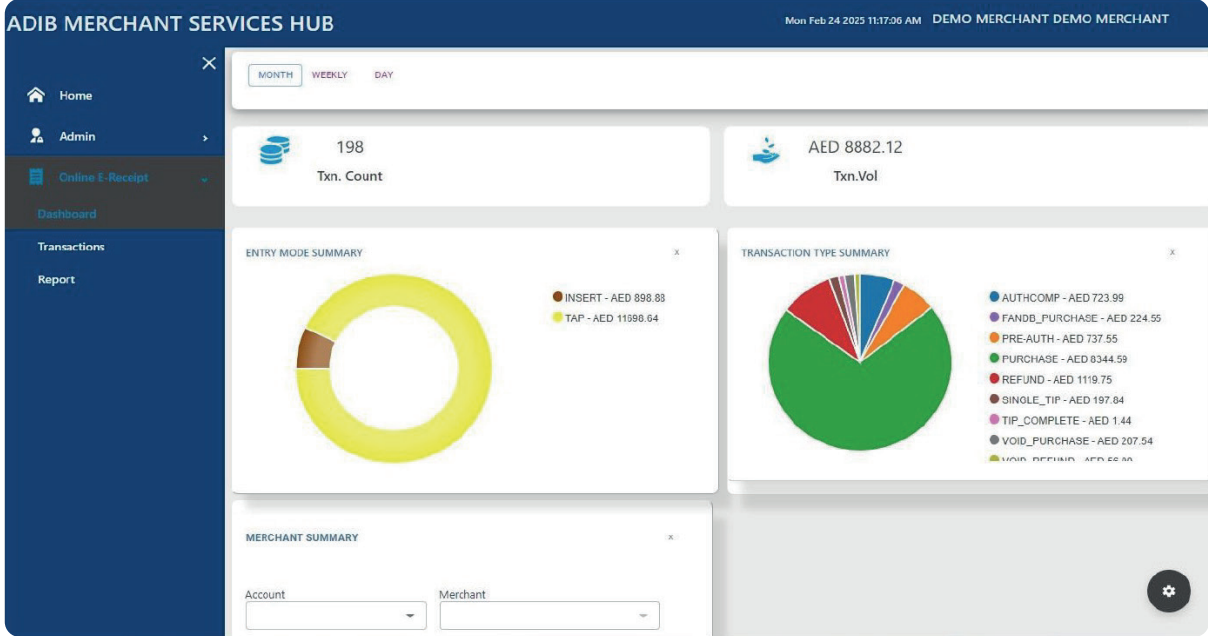 ADIB MERCHANT SERVICES HUB
Mon Feb 24 2025 11:17:06 AM DEMO MERCHANT DEMO MERCHANT
Home
Admin
Online E-Receipt
Dashboard
Transactions
Report
MONTH WEEKLY DAY
198
Txn. Count
AED 8882.12
Txn.Vol
ENTRY MODE SUMMARY x
INSERT - AED 898.88
TAP - AED 11698.64
TRANSACTION TYPE SUMMARY x
AUTHCOMP - AED 723.99
FANDB_PURCHASE - AED 224.55
PRE-AUTH - AED 737.55
PURCHASE - AED 8344.59
REFUND - AED 1119.75
SINGLE_TIP - AED 197.84
TIP_COMPLETE - AED 1.44
VOID_PURCHASE - AED 207.54
VOID_REFUND - AED
MERCHANT SUMMARY x
Account Merchant